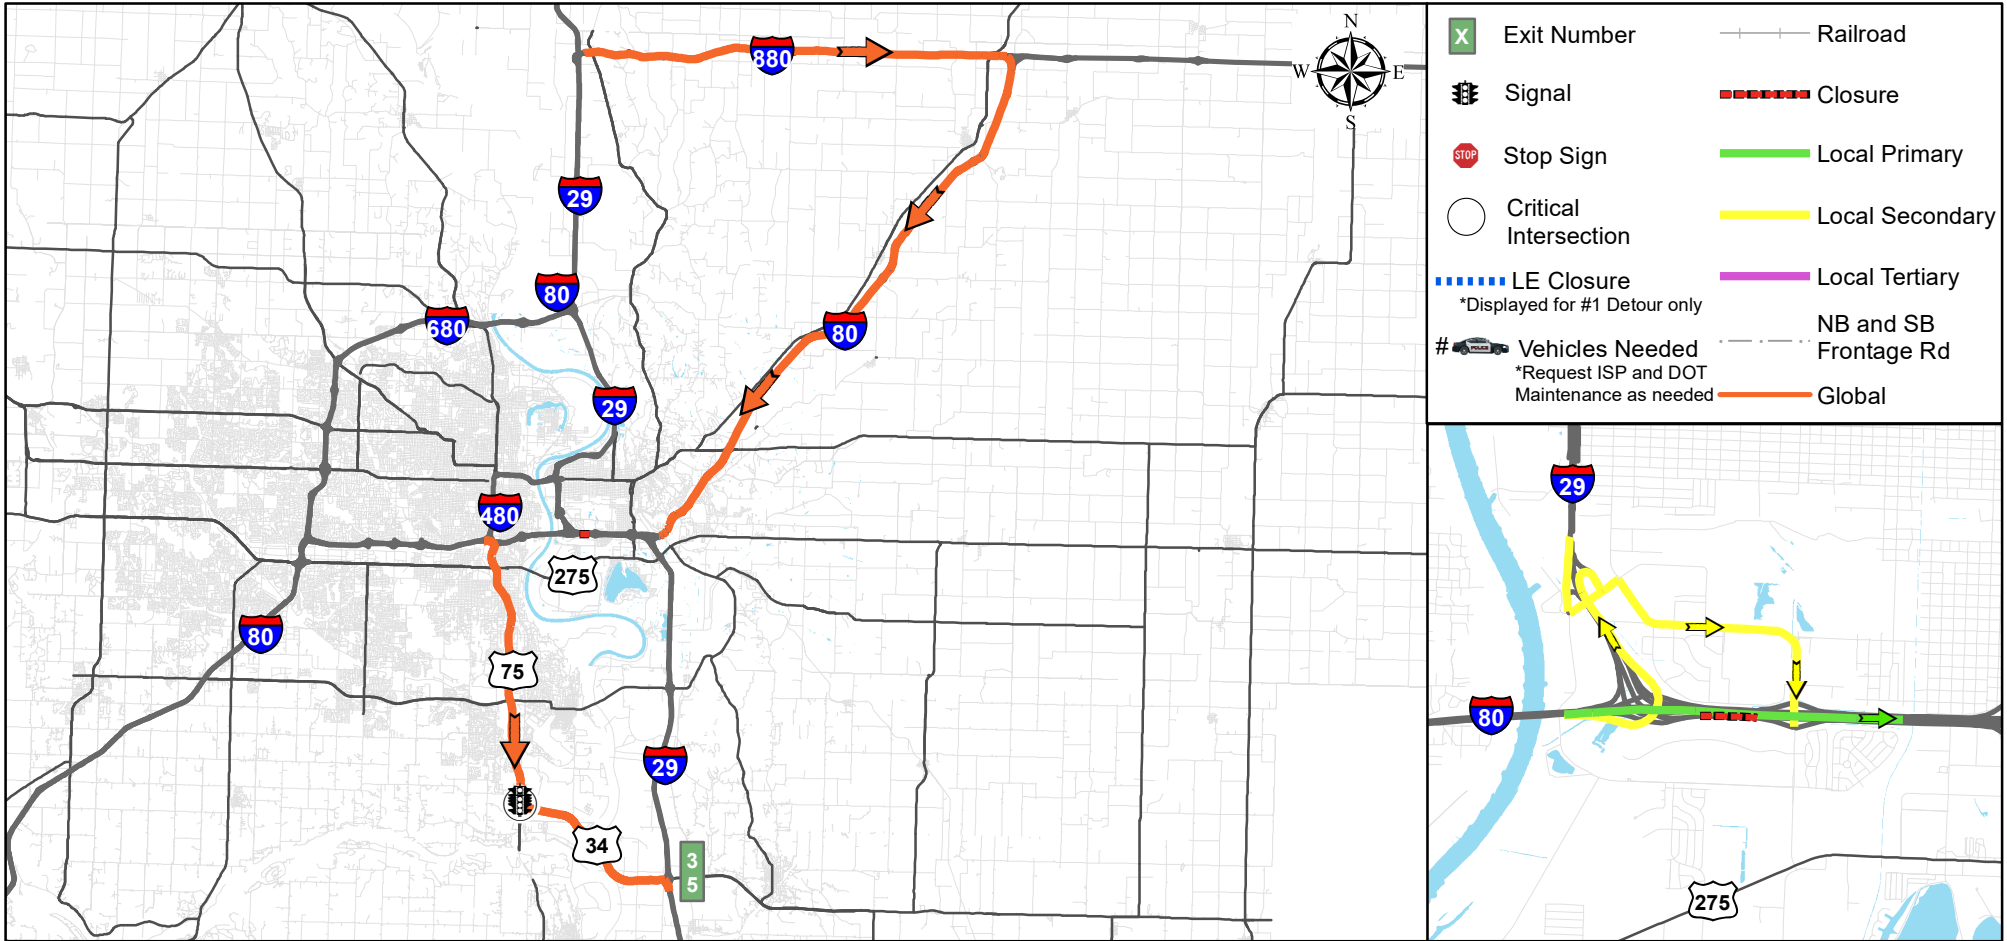 N
W
E
S
880
29
80
680
80
29
480
275
80
75
29
34
3
5
X
Exit Number
Signal
STOP
Stop Sign
Critical
Intersection
LE Closure
*Displayed for #1 Detour only
#
POLICE
Vehicles Needed
*Request ISP and DOT
Maintenance as needed
Railroad
Closure
Local Primary
Local Secondary
Local Tertiary
NB and SB
Frontage Rd
Global
29
80
275